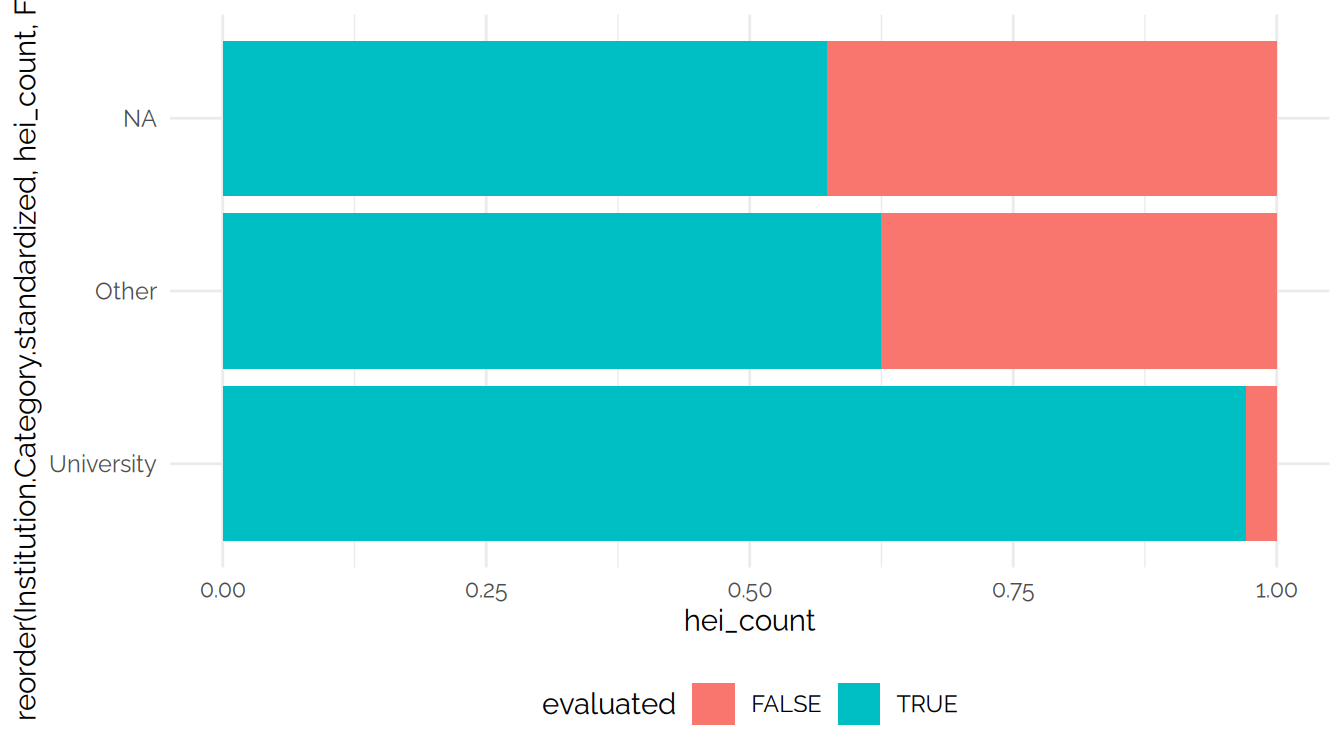 reorder(Institution.Category.standardized, hei_count,
NA
Other
University
0.00 0.25 0.50 0.75 1.00
hei_count
evaluated FALSE TRUE